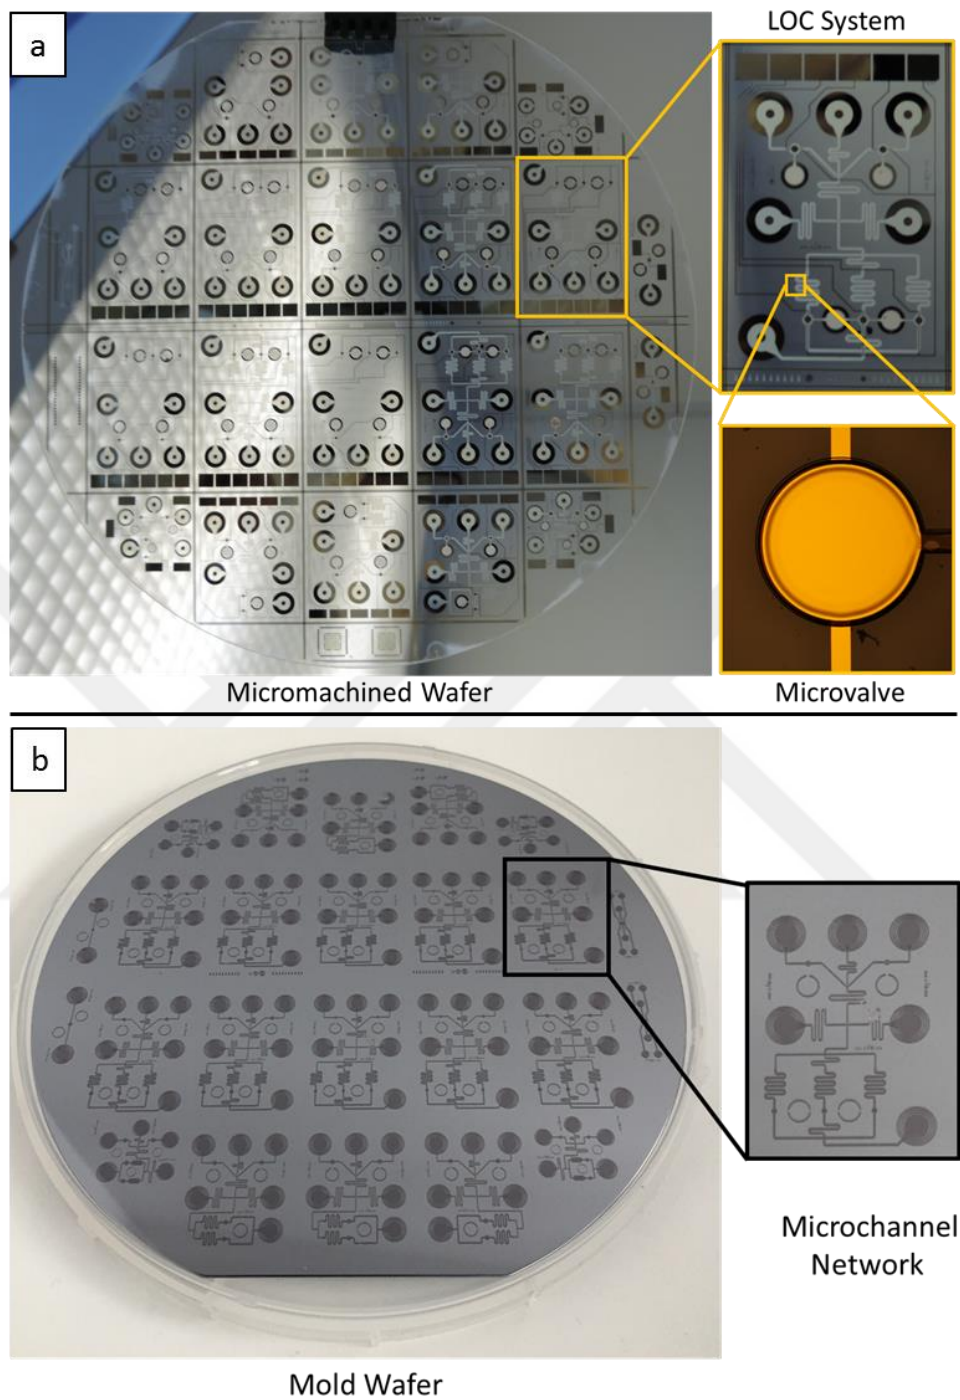 a
LOC System
Micromachined Wafer
Microvalve
b
Microchannel
Network
Mold Wafer